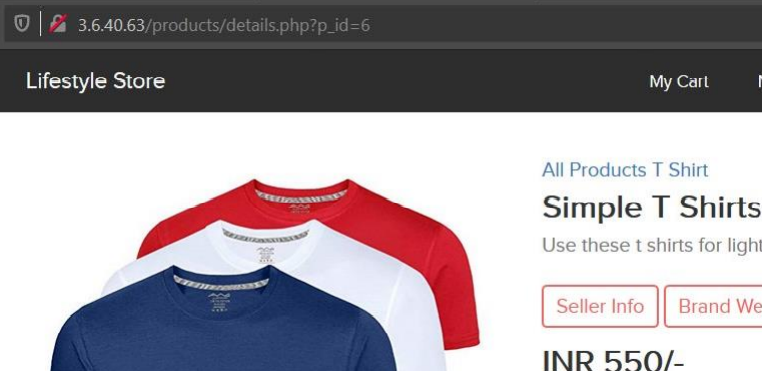 3.6.40.63/products/details.php?p_id=6
Lifestyle Store
My Cart
All Products T Shirt
Simple T Shirts
Use these t shirts for light
Seller Info
Brand We
INR 550/-